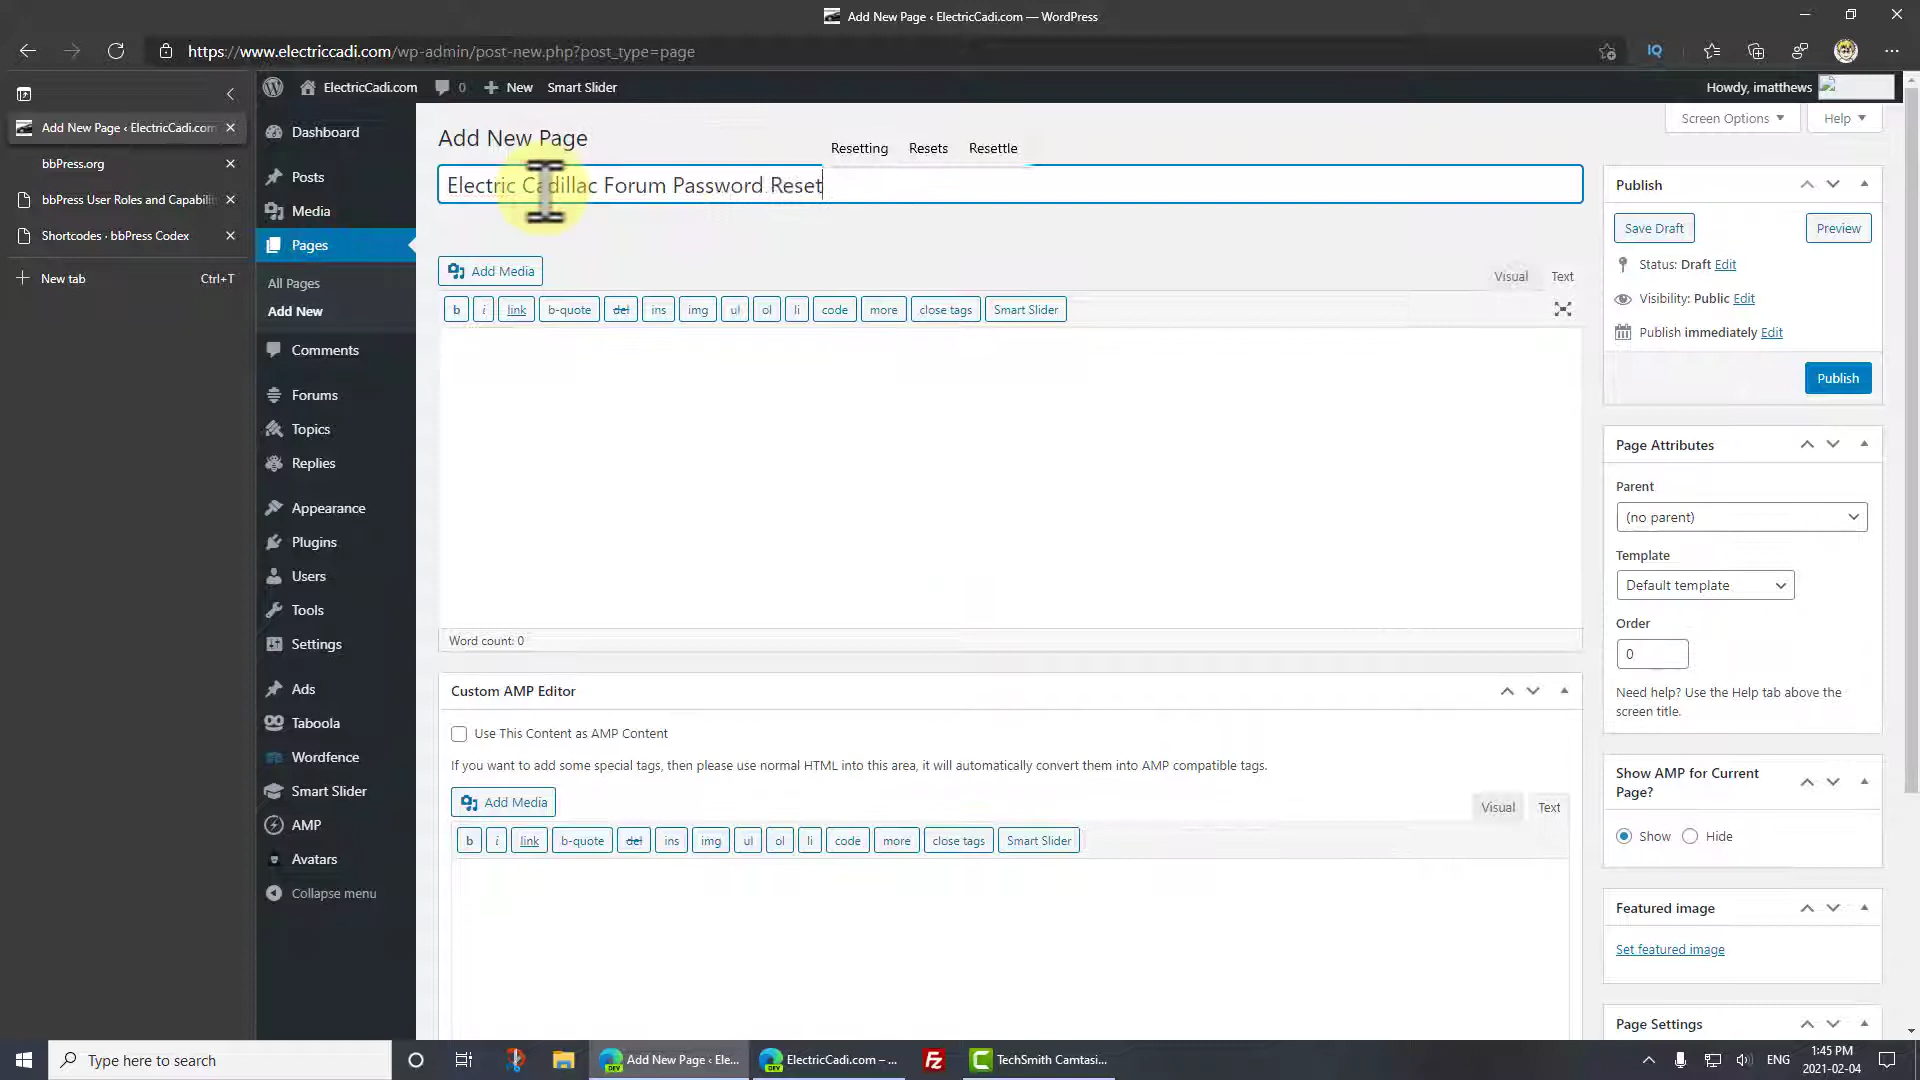 Add New Page ‹ ElectricCadi.com — WordPress
https://www.electriccadi.com/wp-admin/post-new.php?post_type=page
IQ
Add New Page ‹ ElectricCadi.com
bbPress.org
bbPress User Roles and Capabili
Shortcodes · bbPress Codex
New tab
Ctrl+T
ElectricCadi.com
0
New
Smart Slider
Howdy, imatthews
Dashboard
Posts
Media
Pages
All Pages
Add New
Comments
Forums
Topics
Replies
Appearance
Plugins
Users
Tools
Settings
Ads
Taboola
Wordfence
Smart Slider
AMP
Avatars
Collapse menu
Screen Options
Help
Add New Page
Resetting Resets Resettle
Electric Cadillac Forum Password Reset
Add Media
Visual Text
b i link b-quote del ins img ul ol li code more close tags Smart Slider
Word count: 0
Custom AMP Editor
Use This Content as AMP Content
If you want to add some special tags, then please use normal HTML into this area, it will automatically convert them into AMP compatible tags.
Add Media
Visual Text
b i link b-quote del ins img ul ol li code more close tags Smart Slider
Publish
Save Draft
Preview
Status: Draft Edit
Visibility: Public Edit
Publish immediately Edit
Publish
Page Attributes
Parent
(no parent)
Template
Default template
Order
0
Need help? Use the Help tab above the
screen title.
Show AMP for Current
Page?
Show Hide
Featured image
Set featured image
Page Settings
Type here to search
DEV
Add New Page ‹ Ele...
DEV
ElectricCadi.com – ...
TechSmith Camtasi...
ENG
1:45 PM
2021-02-04